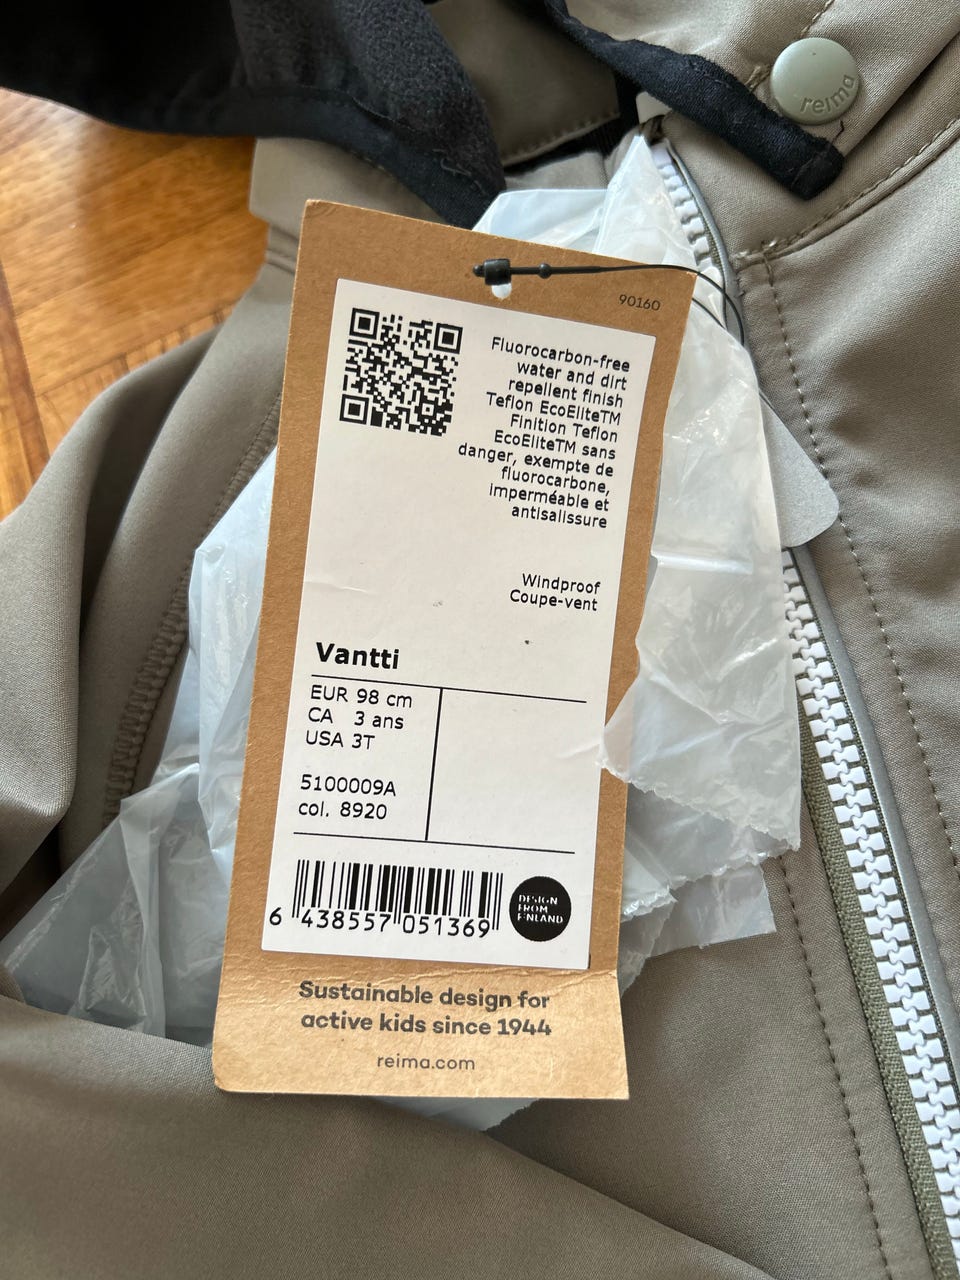 reima
90160
Fluorocarbon-free
water and dirt
repellent finish
Teflon EcoEliteTM
Finition Teflon
EcoEliteTM sans
danger, exempte de
fluorocarbone,
imperméable et
antisalissure
Windproof
Coupe-vent
Vantti
EUR 98 cm
CA 3 ans
USA 3T
5100009A
col. 8920
6 438557 051369
DESIGN
FROM
FINLAND
Sustainable design for
active kids since 1944
reima.com